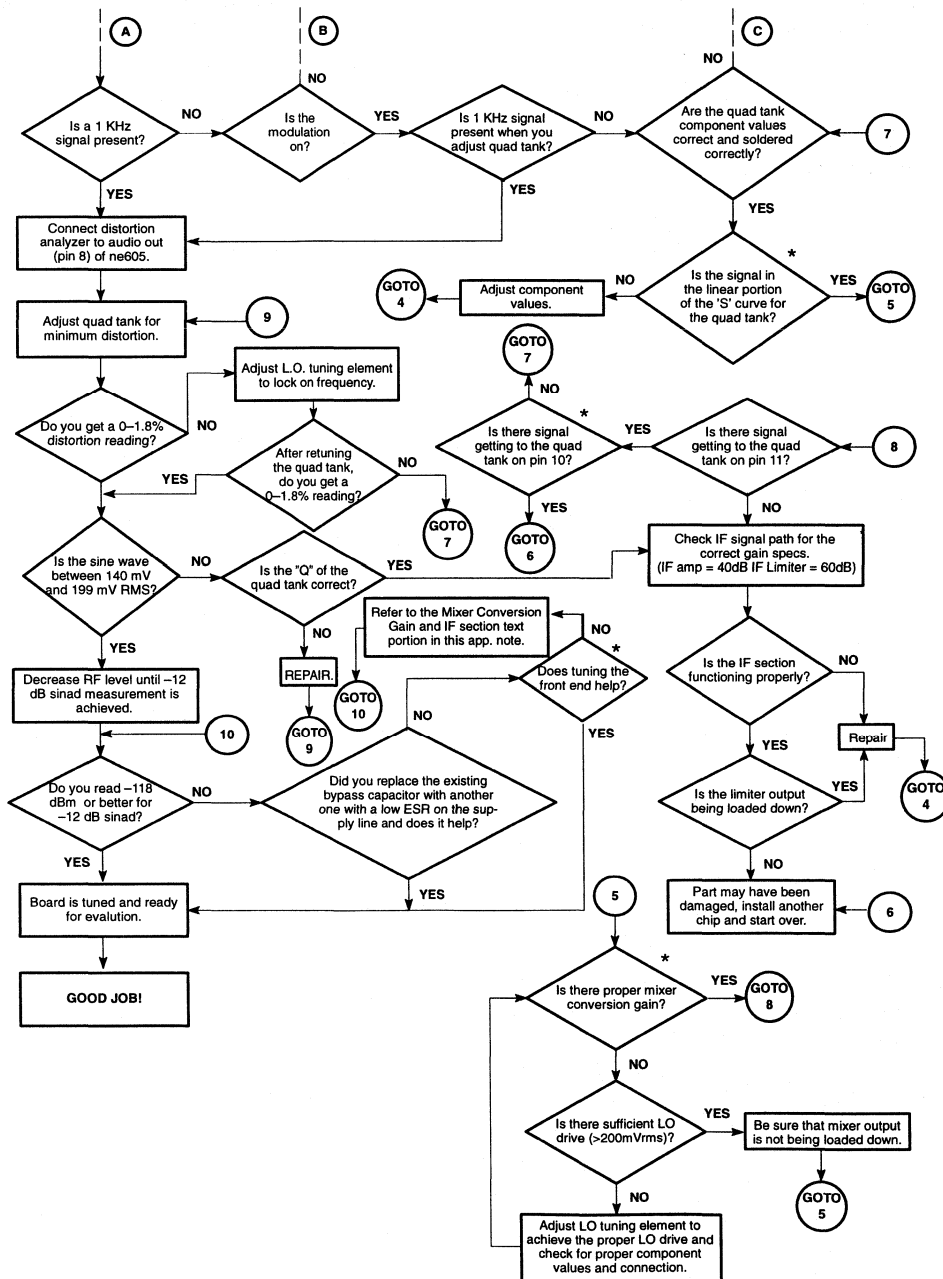 A
B
C
NO
NO
Is a 1 KHz
signal present?
NO
Is the
modulation
on?
YES
Is 1 KHz signal
present when you
adjust quad tank?
NO
Are the quad tank
component values
correct and soldered
correctly?
7
YES
YES
YES
Connect distortion
analyzer to audio out
(pin 8) of ne605.
*
Is the signal in
the linear portion
of the 'S' curve for
the quad tank?
NO
YES
GOTO
5
Adjust component
values.
GOTO
4
Adjust quad tank for
minimum distortion.
9
Adjust L.O. tuning element
to lock on frequency.
GOTO
7
NO
Do you get a 0–1.8%
distortion reading?
NO
*
Is there signal
getting to the quad
tank on pin 10?
YES
Is there signal
getting to the quad
tank on pin 11?
8
After retuning
the quad tank,
do you get a
0–1.8% reading?
YES
NO
GOTO
7
YES
GOTO
6
NO
Check IF signal path for the
correct gain specs.
(IF amp = 40dB IF Limiter = 60dB)
Is the sine wave
between 140 mV
and 199 mV RMS?
NO
Is the "Q" of
the quad tank correct?
YES
NO
REPAIR.
GOTO
9
Refer to the Mixer Conversion
Gain and IF section text
portion in this app. note.
NO
GOTO
10
*
Does tuning the
front end help?
YES
Is the IF section
functioning properly?
NO
Repair
GOTO
4
YES
YES
Decrease RF level until –12
dB sinad measurement is
achieved.
10
NO
Do you read –118
dBm or better for
–12 dB sinad?
NO
Did you replace the existing
bypass capacitor with another
one with a low ESR on the sup-
ply line and does it help?
Is the limiter output
being loaded down?
YES
YES
YES
NO
Board is tuned and ready
for evalution.
Part may have been
damaged, install another
chip and start over.
6
5
GOOD JOB!
*
Is there proper mixer
conversion gain?
YES
GOTO
8
NO
Is there sufficient LO
drive (>200mVrms)?
YES
Be sure that mixer output
is not being loaded down.
GOTO
5
NO
Adjust LO tuning element to
achieve the proper LO drive and
check for proper component
values and connection.